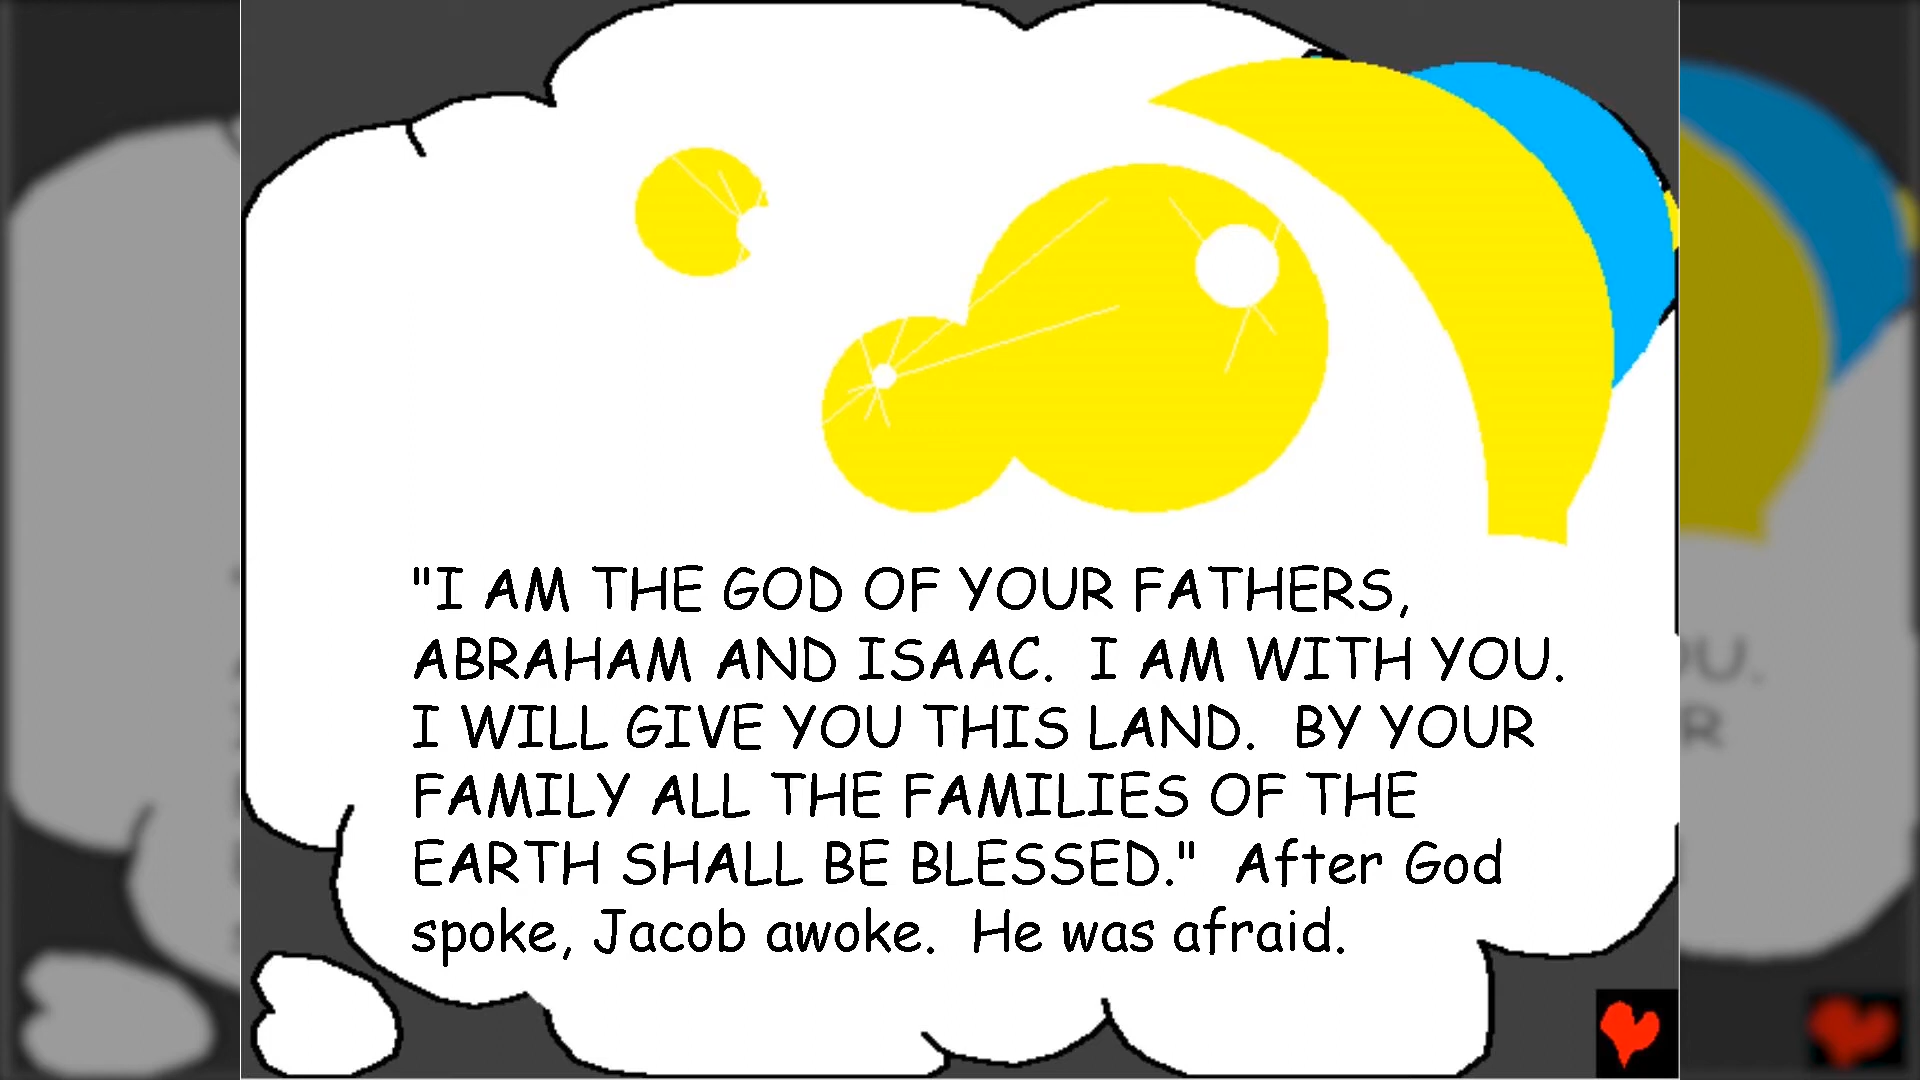 "I AM THE GOD OF YOUR FATHERS,
ABRAHAM AND ISAAC.  I AM WITH YOU.
I WILL GIVE YOU THIS LAND.  BY YOUR
FAMILY ALL THE FAMILIES OF THE
EARTH SHALL BE BLESSED."  After God
spoke, Jacob awoke.  He was afraid.